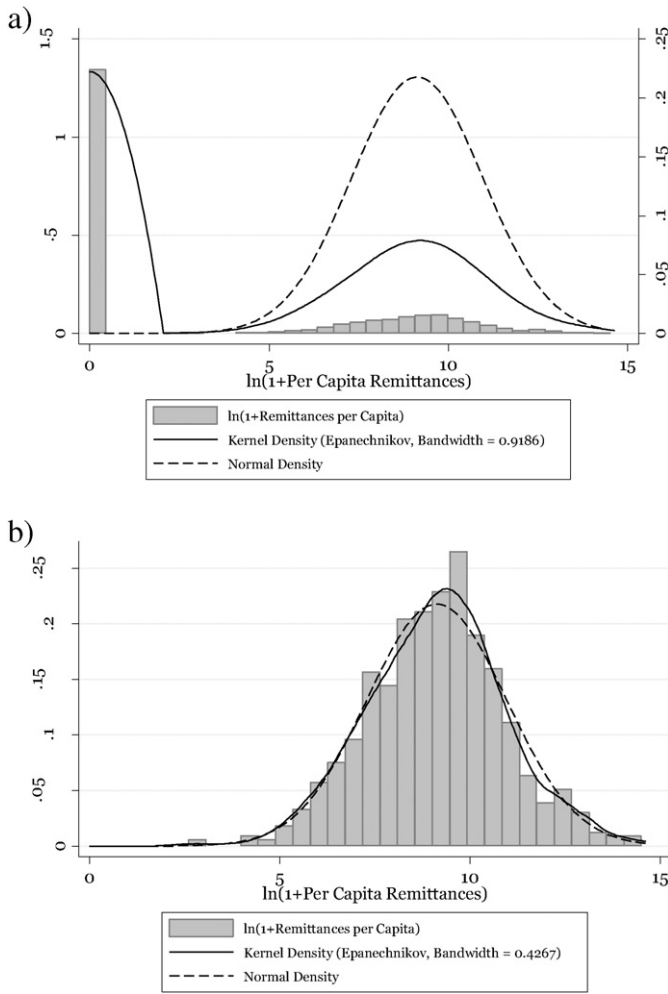 a)
1.5
1
.5
0
.25
.2
.15
.1
.05
0
0
5
10
15
ln(1+Per Capita Remittances)
ln(1+Remittances per Capita)
Kernel Density (Epanechnikov, Bandwidth = 0.9186)
Normal Density
b)
.25
.2
.15
.1
.05
0
0
5
10
15
ln(1+Per Capita Remittances)
ln(1+Remittances per Capita)
Kernel Density (Epanechnikov, Bandwidth = 0.4267)
Normal Density